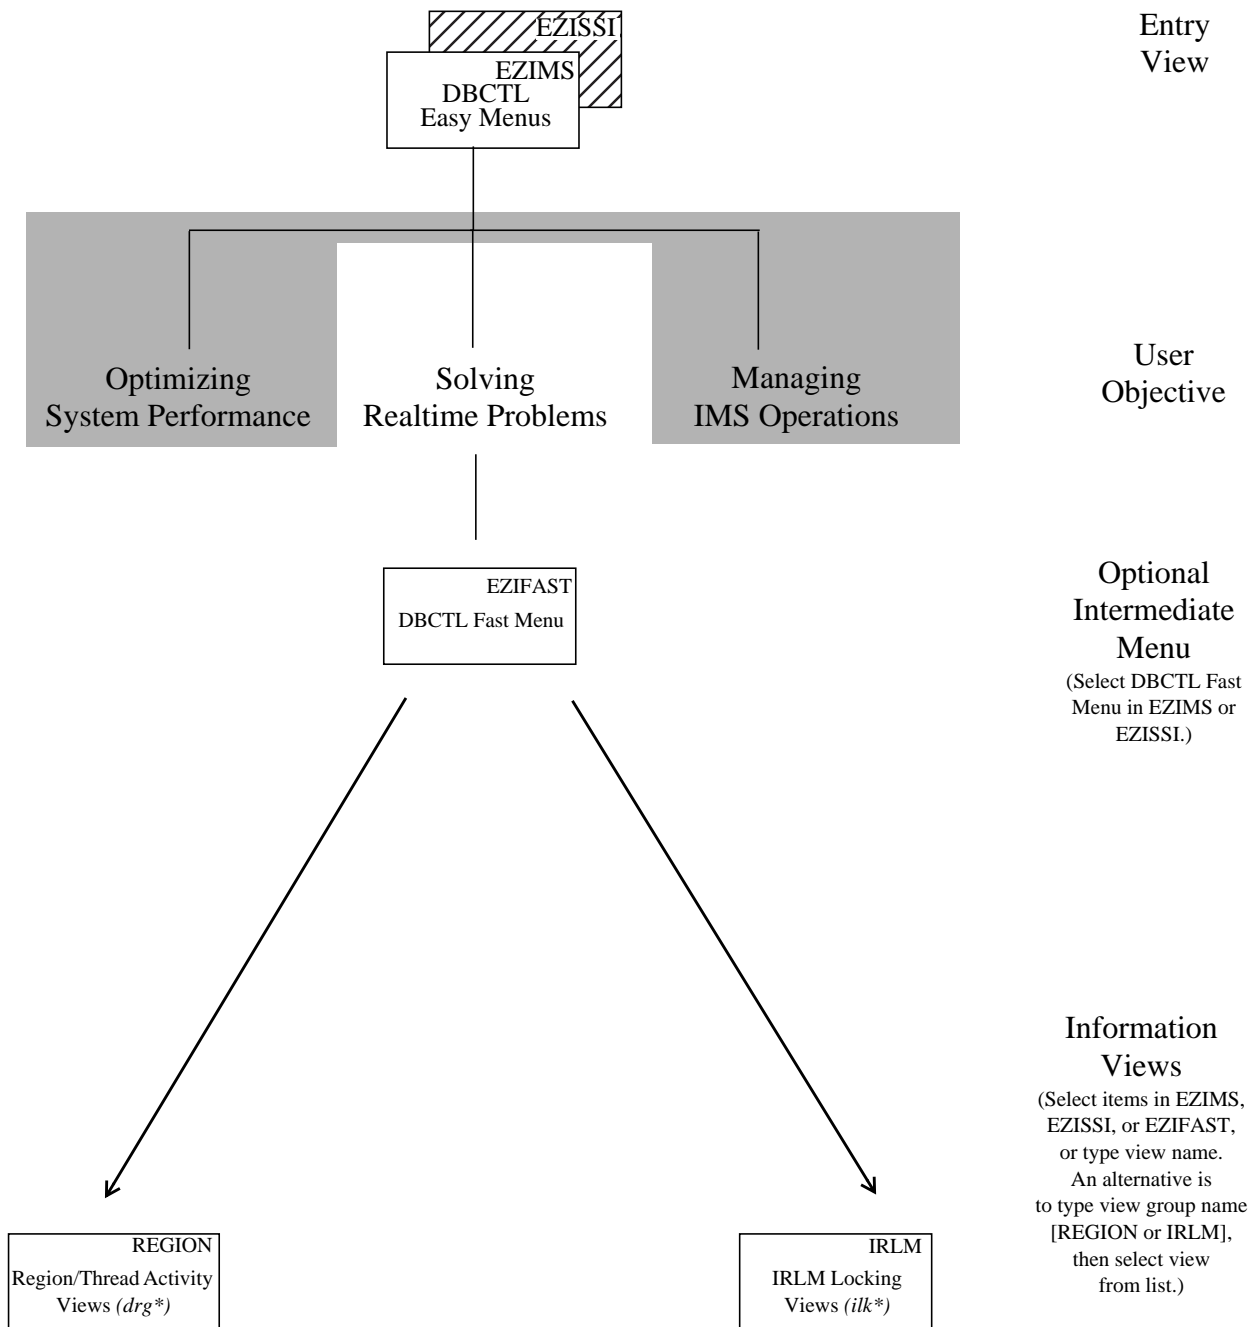 EZISSI
EZIMS
DBCTL
Easy Menus
Entry
View
Optimizing
System Performance
Solving
Realtime Problems
Managing
IMS Operations
User
Objective
EZIFAST
DBCTL Fast Menu
Optional
Intermediate
Menu
(Select DBCTL Fast
Menu in EZIMS or
EZISSI.)
Information
Views
(Select items in EZIMS,
EZISSI, or EZIFAST,
or type view name.
An alternative is
to type view group name
[REGION or IRLM],
then select view
from list.)
REGION
Region/Thread Activity
Views (drg*)
IRLM
IRLM Locking
Views (ilk*)